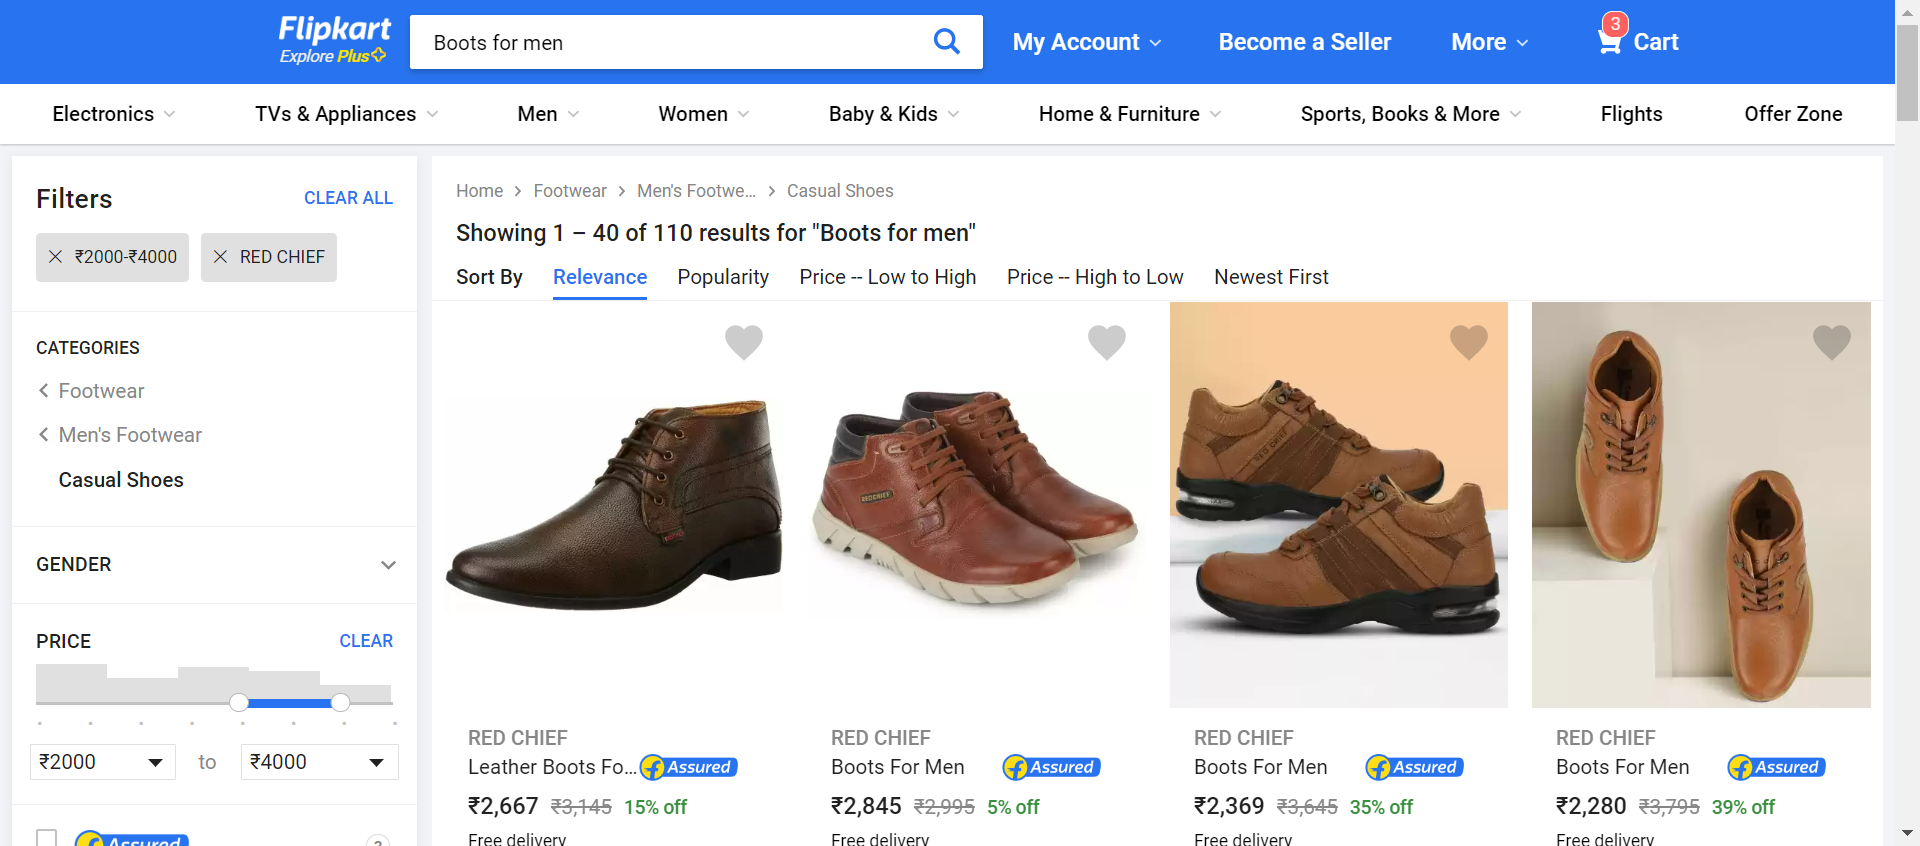 Flipkart
Explore Plus
Boots for men
My Account
Become a Seller
More
3
Cart
Electronics
TVs & Appliances
Men
Women
Baby & Kids
Home & Furniture
Sports, Books & More
Flights
Offer Zone
Filters
CLEAR ALL
₹2000-₹4000
RED CHIEF
CATEGORIES
Footwear
Men's Footwear
Casual Shoes
GENDER
PRICE
CLEAR
₹2000
to
₹4000
Assured
?
Home
Footwear
Men's Footwe...
Casual Shoes
Showing 1 – 40 of 110 results for "Boots for men"
Sort By
Relevance
Popularity
Price -- Low to High
Price -- High to Low
Newest First
REDCHIEF
RED CHIEF
RED CHIEF
Leather Boots Fo...
Assured
₹2,667 ₹3,145 15% off
Free delivery
RED CHIEF
Boots For Men
Assured
₹2,845 ₹2,995 5% off
Free delivery
RED CHIEF
Boots For Men
Assured
₹2,369 ₹3,645 35% off
Free delivery
RED CHIEF
Boots For Men
Assured
₹2,280 ₹3,795 39% off
Free delivery